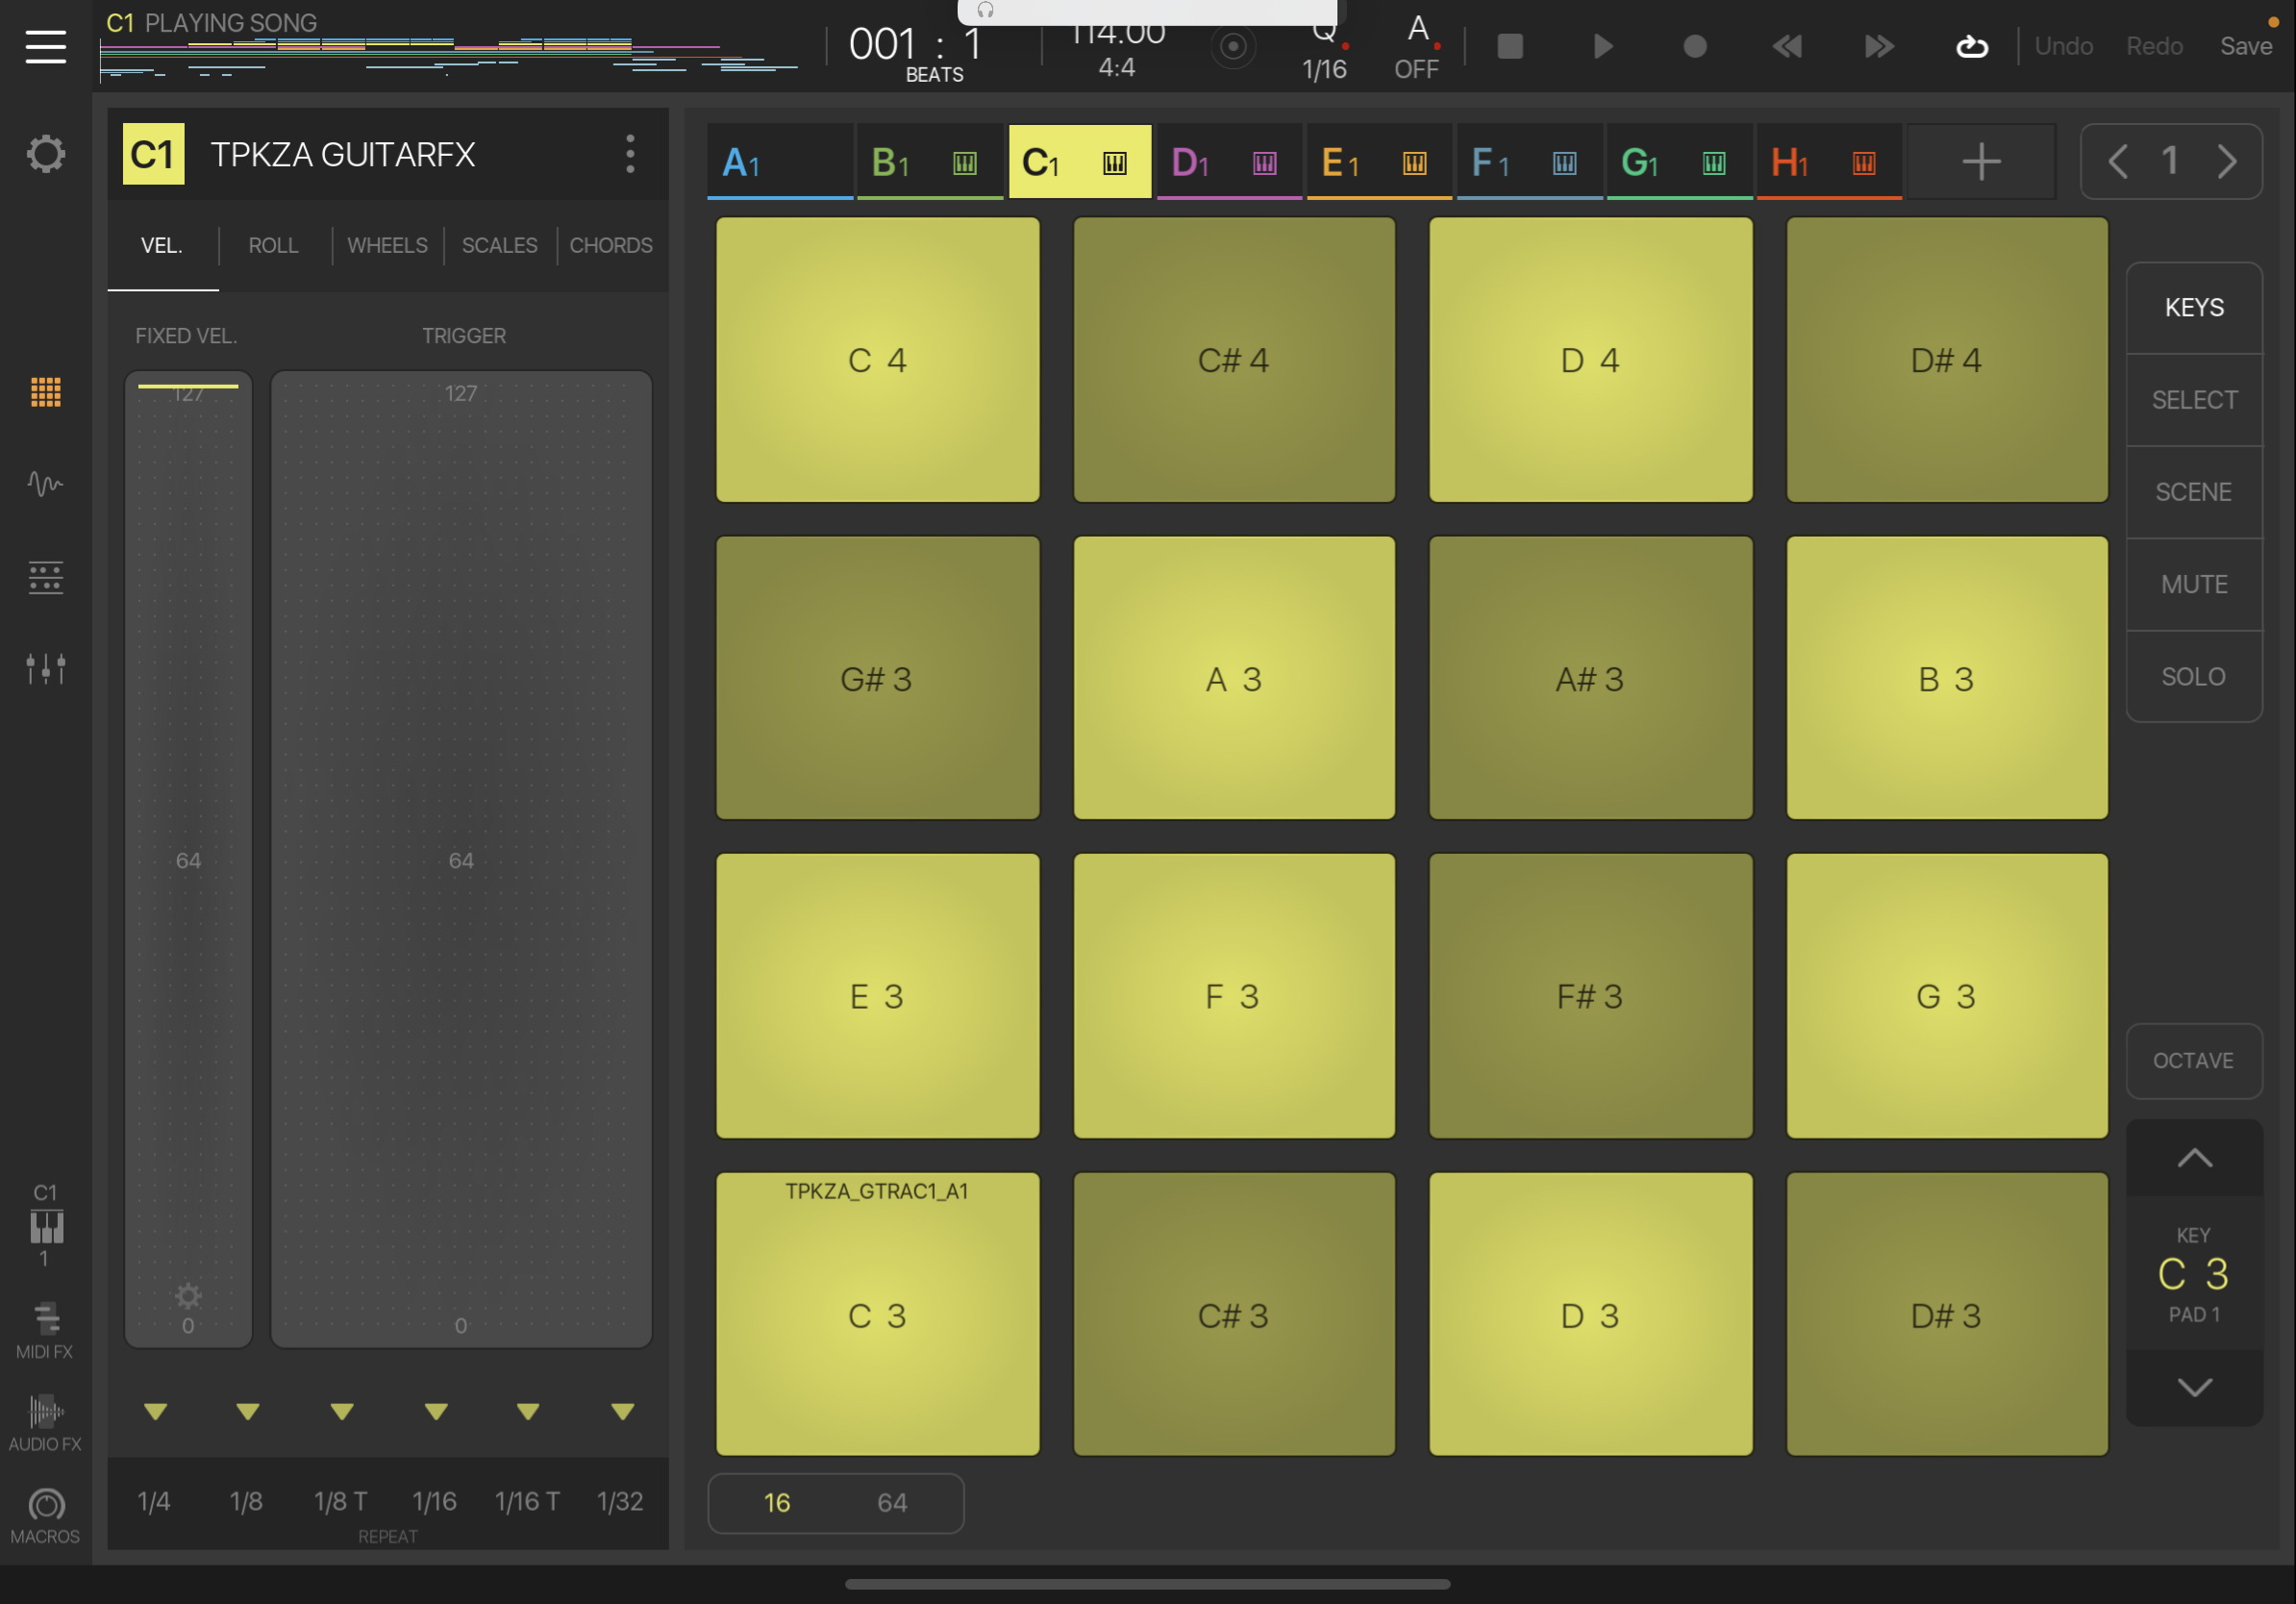 C1 PLAYING SONG
001 : 1
BEATS
114.00
4:4
Q
1/16
A
OFF
Undo
Redo
Save
C1
TPKZA GUITARFX
VEL.
ROLL
WHEELS
SCALES
CHORDS
FIXED VEL.
TRIGGER
127
127
64
64
0
0
1/4
1/8
1/8 T
1/16
1/16 T
1/32
REPEAT
C1
1
MIDI FX
AUDIO FX
MACROS
A1
B1
C1
D1
E1
F1
G1
H1
1
C 4
C# 4
D 4
D# 4
G# 3
A 3
A# 3
B 3
E 3
F 3
F# 3
G 3
TPKZA_GTRAC1_A1
C 3
C# 3
D 3
D# 3
16
64
KEYS
SELECT
SCENE
MUTE
SOLO
OCTAVE
KEY
C 3
PAD 1